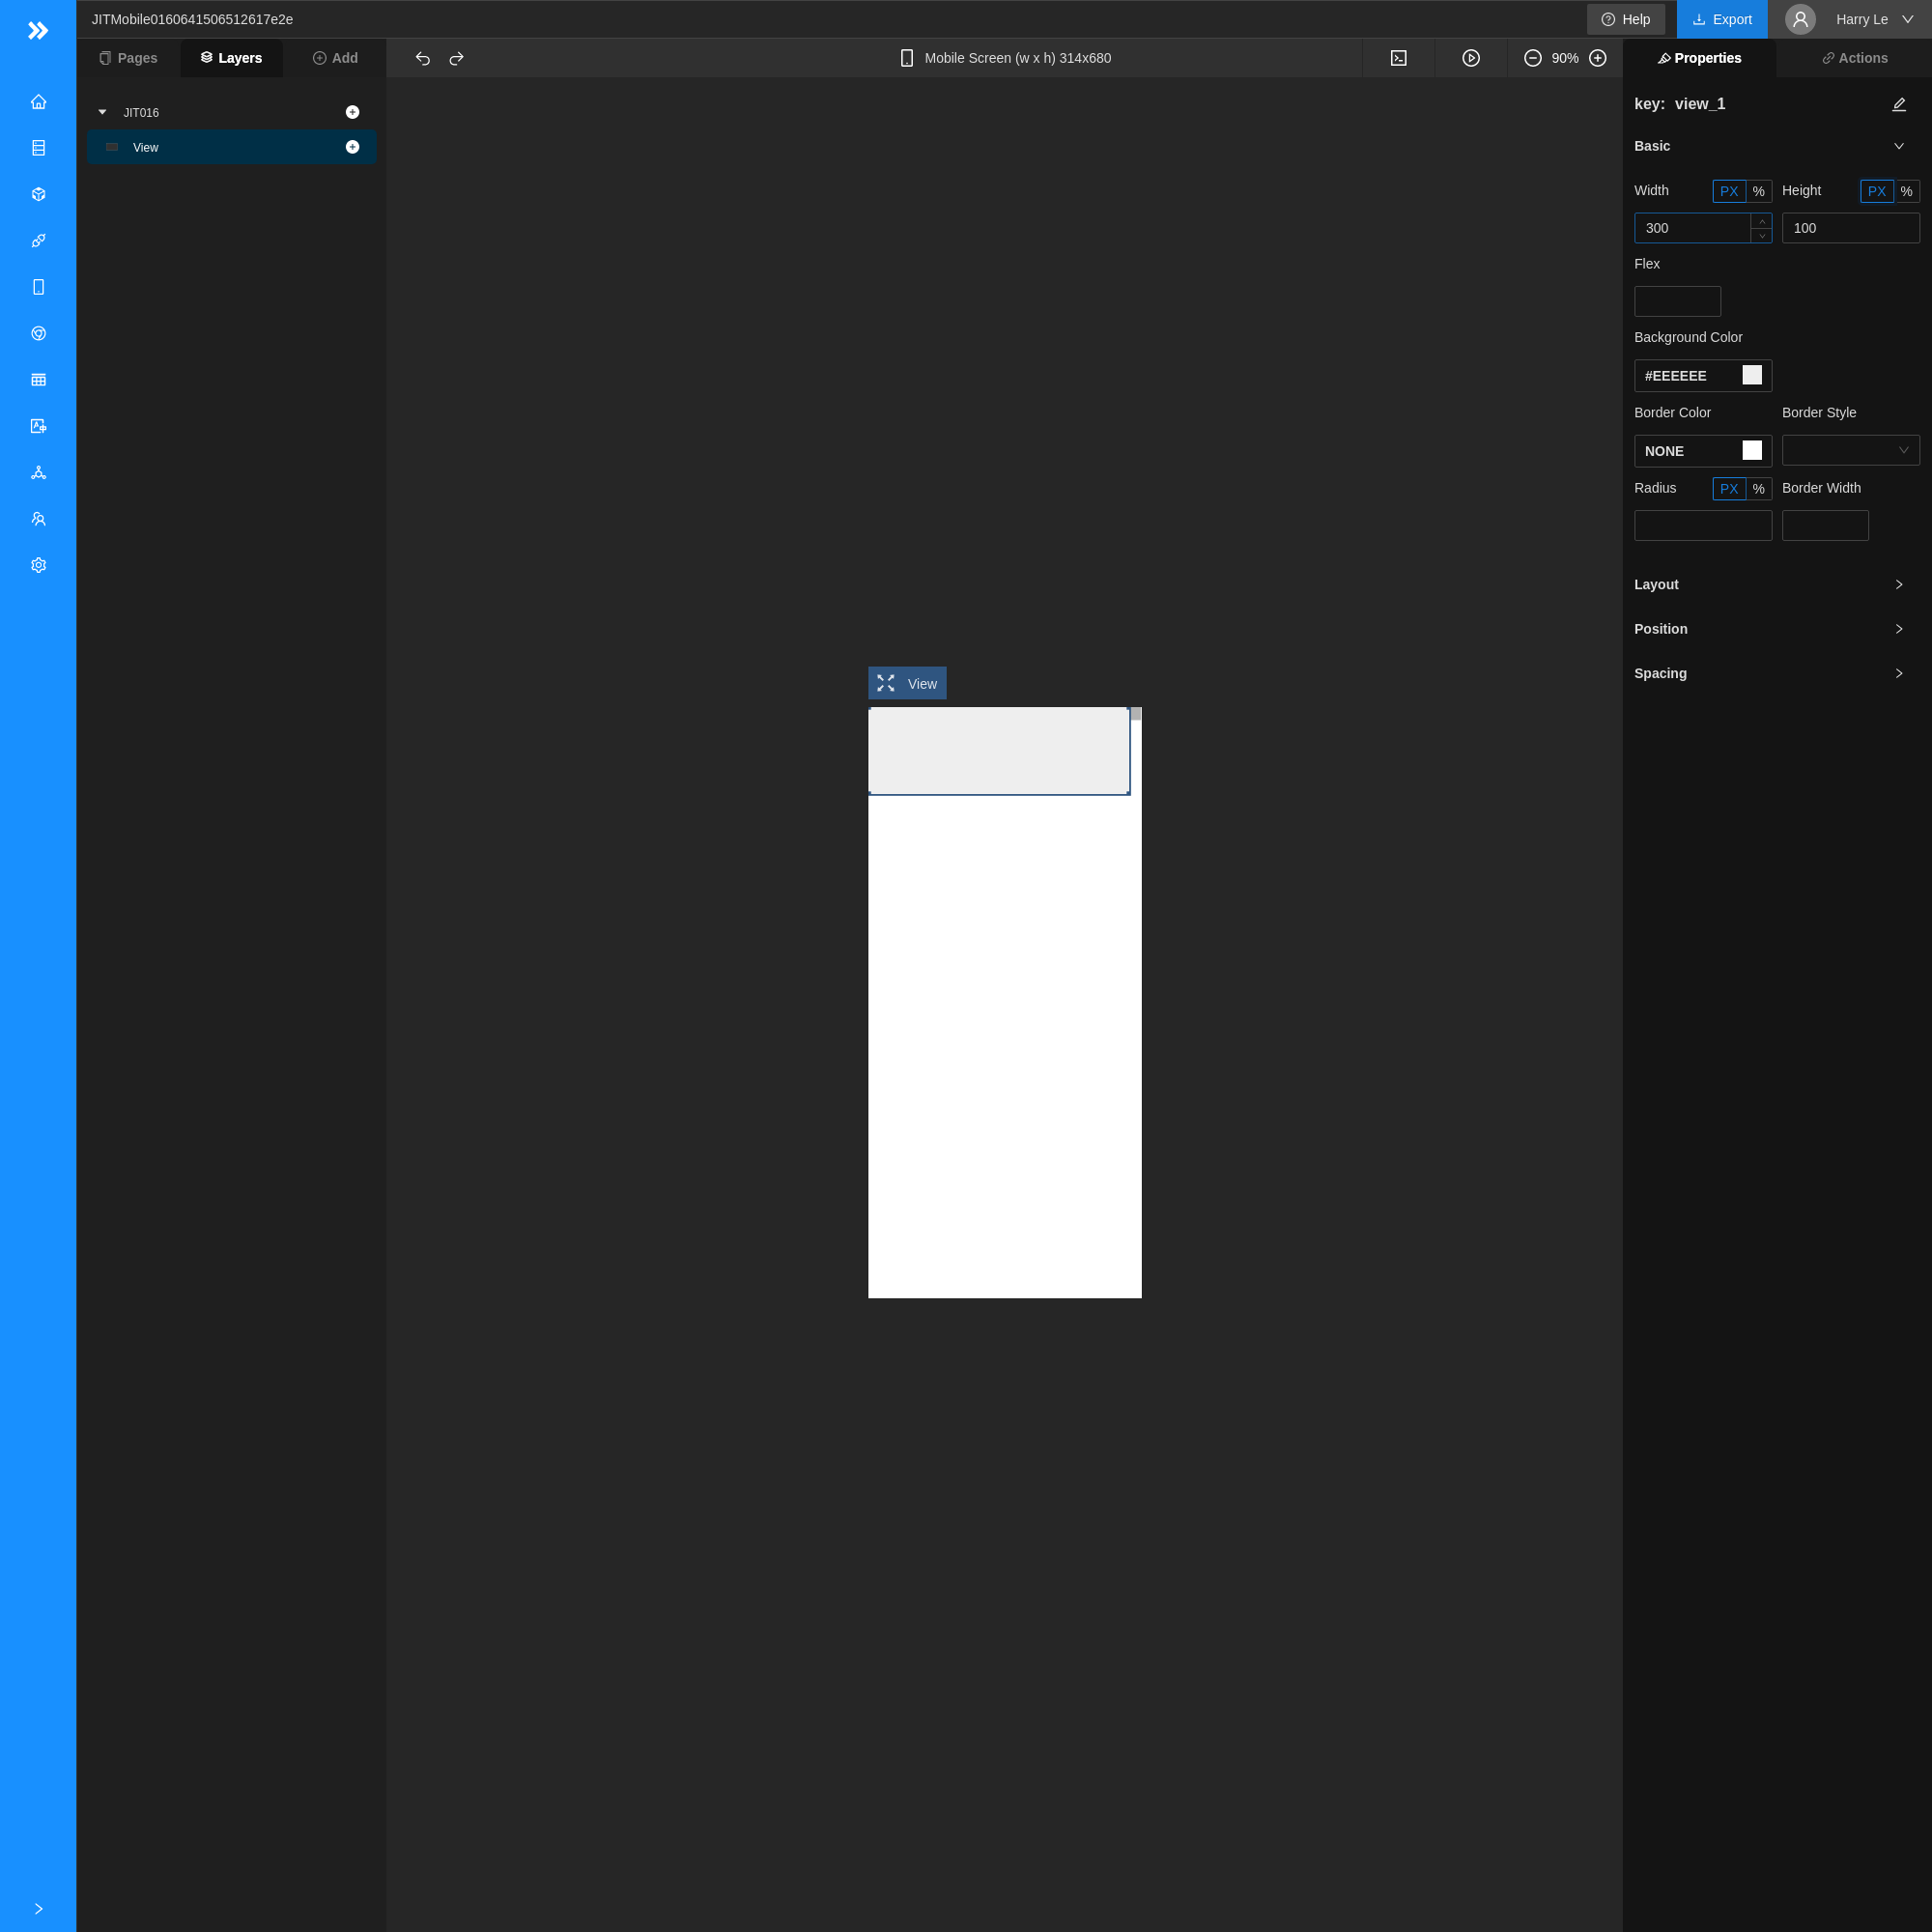 JITMobile0160641506512617e2e
Help
Export
Harry Le
Pages
Layers
Add
Mobile Screen (w x h) 314x680
90%
Properties
Actions
JIT016
View
key: view_1
Basic
Width PX % Height PX %
300 100
Flex
Background Color
#EEEEEE
Border Color Border Style
NONE
Radius PX % Border Width
Layout
Position
Spacing
View